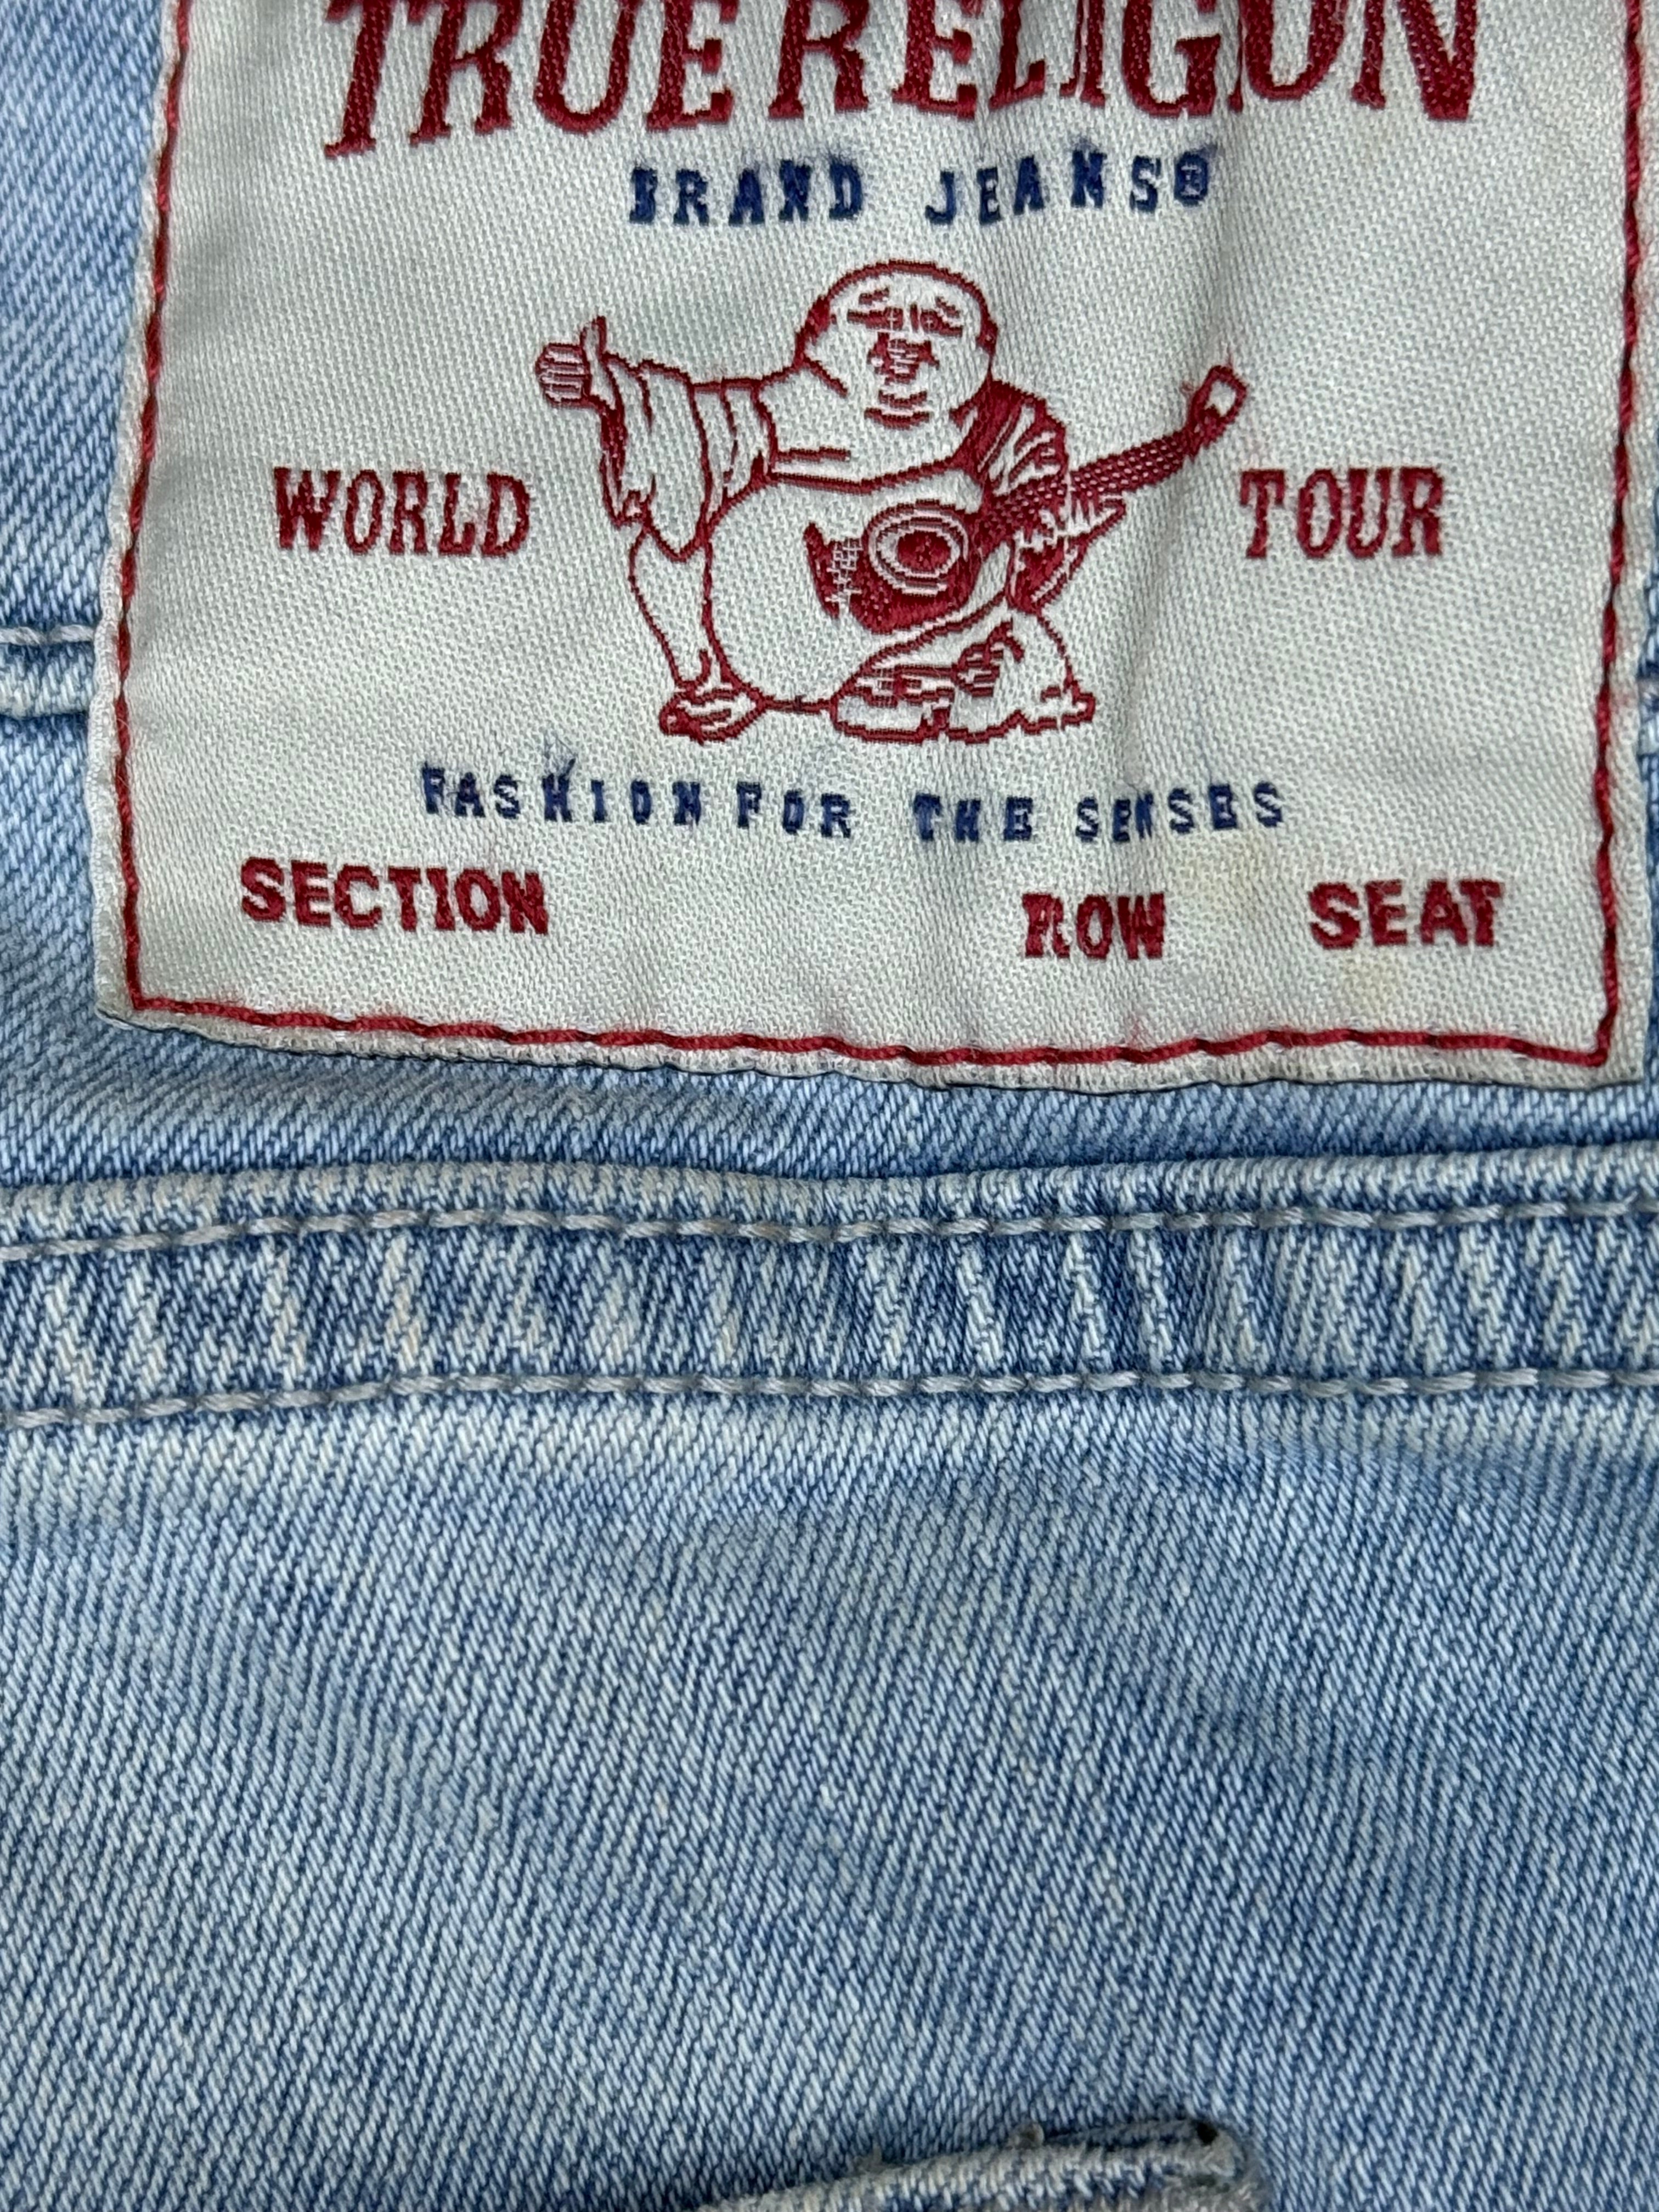 TRUE RELIGION
BRAND JEANS®
WORLD TOUR
FASHION FOR THE SENSES
SECTION ROW SEAT